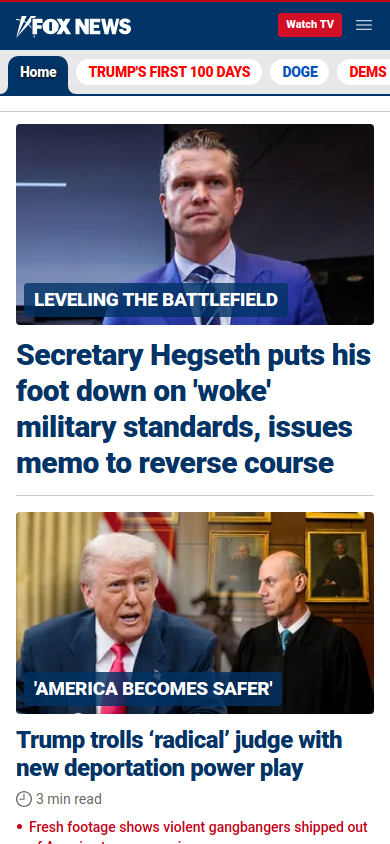 FOX NEWS
Watch TV
Home
TRUMP'S FIRST 100 DAYS
DOGE
DEMS
LEVELING THE BATTLEFIELD
Secretary Hegseth puts his
foot down on 'woke'
military standards, issues
memo to reverse course
'AMERICA BECOMES SAFER'
Trump trolls ‘radical’ judge with
new deportation power play
3 min read
• Fresh footage shows violent gangbangers shipped out